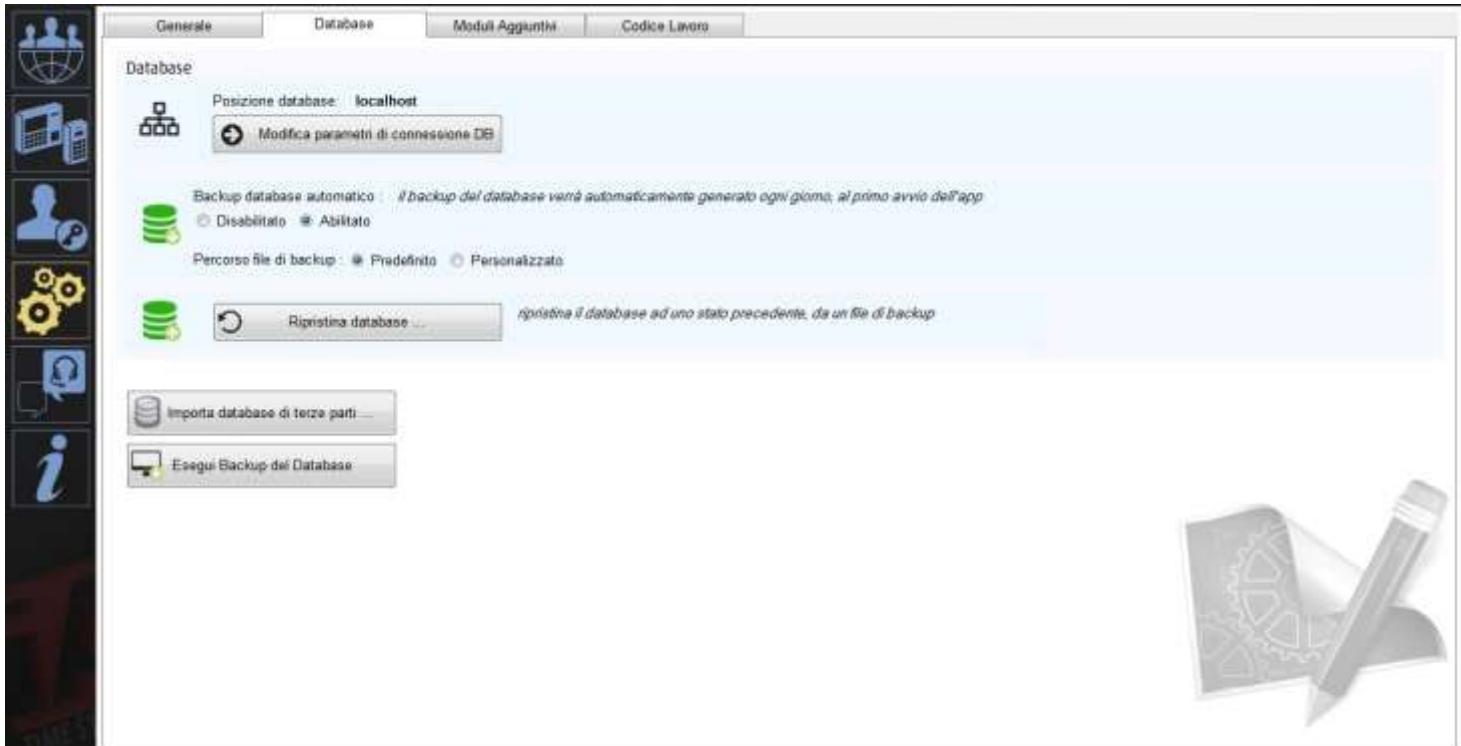 Generale Database Moduli Aggiuntivi Codice Lavoro
Database
Posizione database: localhost
Modifica parametri di connessione DB
Backup database automatico : il backup del database verrà automaticamente generato ogni giorno, al primo avvio dell'app
Disabilitato Abilitato
Percorso file di backup : Predefinito Personalizzato
Ripristina database ... ripristina il database ad uno stato precedente, da un file di backup
Importa database di terze parti ...
Esegui Backup del Database